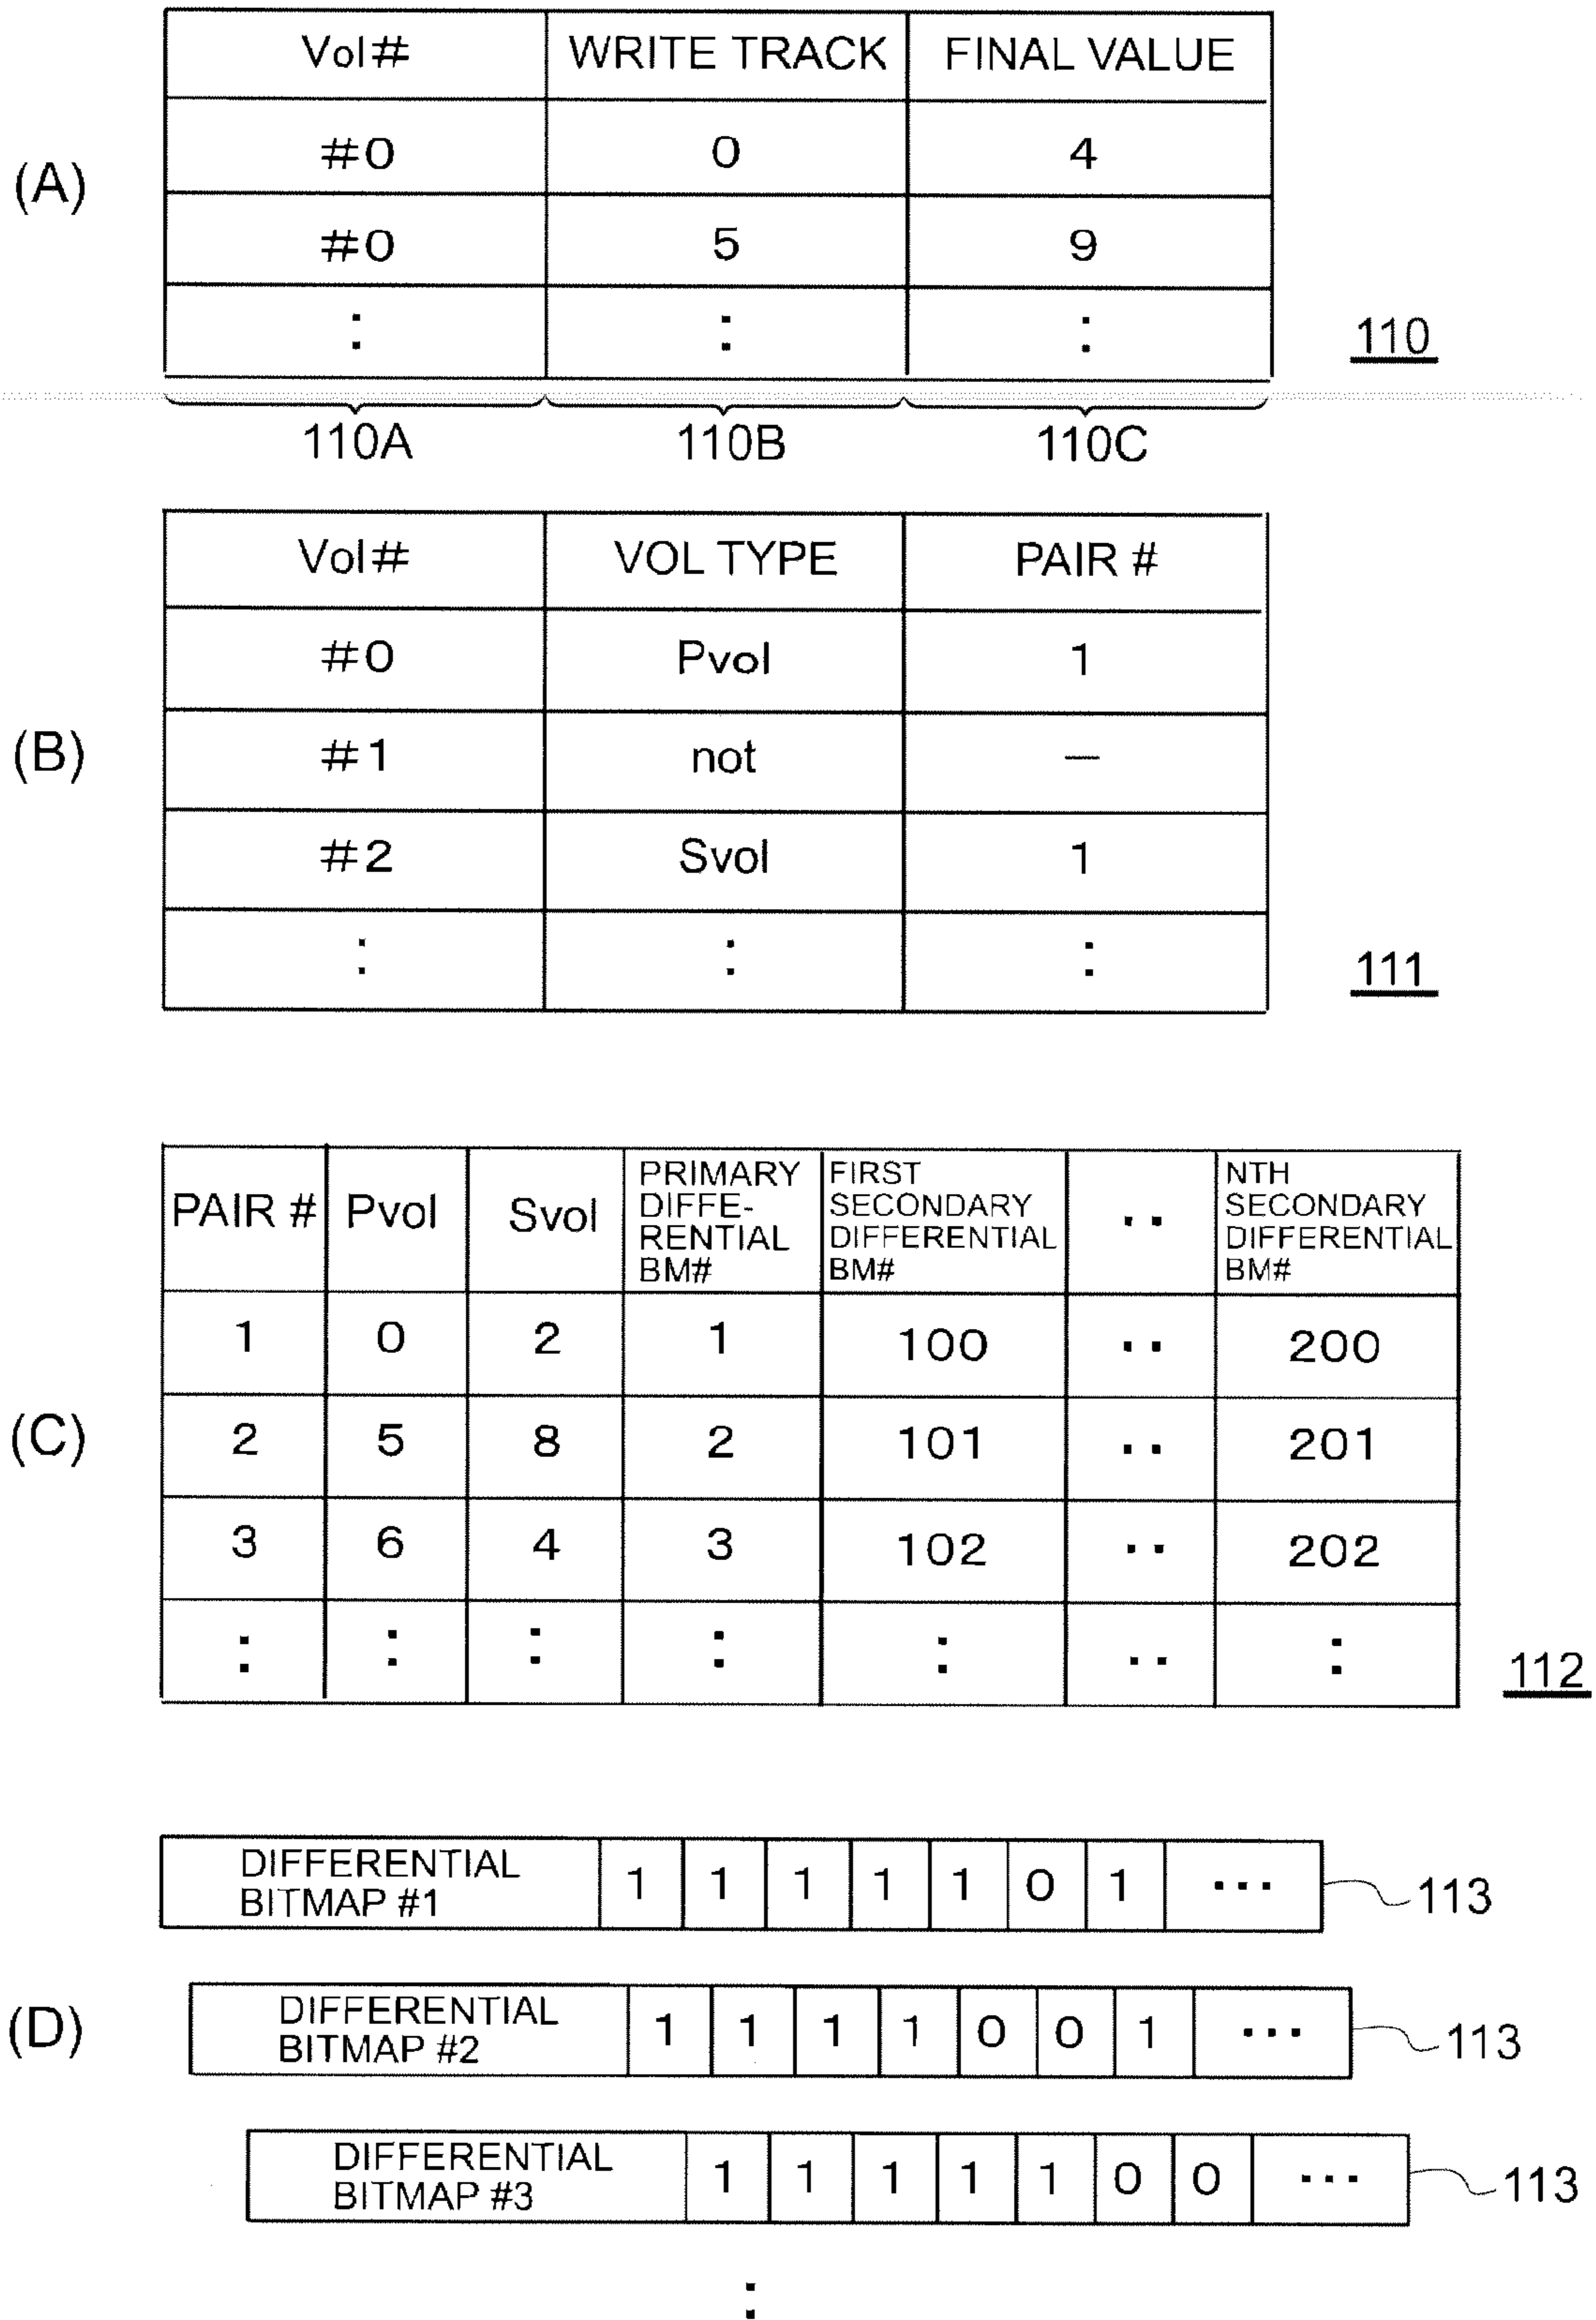 Vol# WRITE TRACK FINAL VALUE
#0 0 4
(A)
#0 5 9
: : :
110
110A 110B 110C
Vol# VOL TYPE PAIR #
#0 Pvol 1
(B)
#1 not —
#2 Svol 1
: : :
111
PAIR # Pvol Svol PRIMARY DIFFE- RENTIAL BM# FIRST SECONDARY DIFFERENTIAL BM# .. NTH SECONDARY DIFFERENTIAL BM#
1 0 2 1 100 .. 200
(C)
2 5 8 2 101 .. 201
3 6 4 3 102 .. 202
: : : : : .. :
112
DIFFERENTIAL
BITMAP #1
1 1 1 1 1 0 1 ...
113
(D)
DIFFERENTIAL
BITMAP #2
1 1 1 1 0 0 1 ...
113
DIFFERENTIAL
BITMAP #3
1 1 1 1 1 0 0 ...
113
: